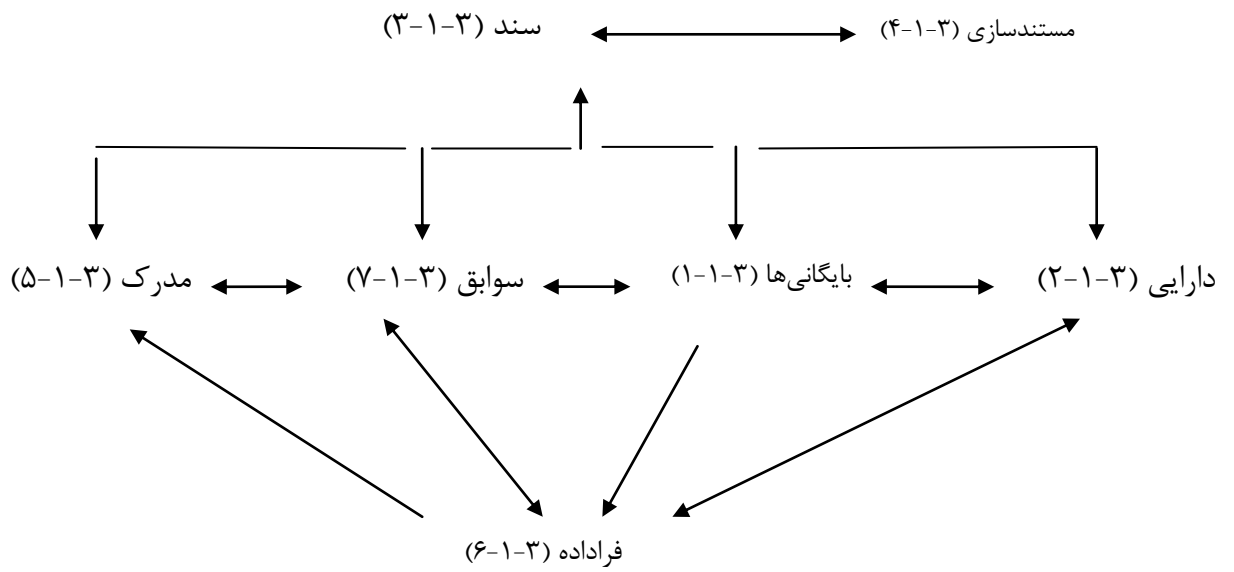 مستندسازی (۳-۱-۴)
سند (۳-۱-۳)
دارایی (۳-۱-۲)
بایگانی‌ها (۳-۱-۱)
سوابق (۳-۱-۷)
مدرک (۳-۱-۵)
فراداده (۳-۱-۶)